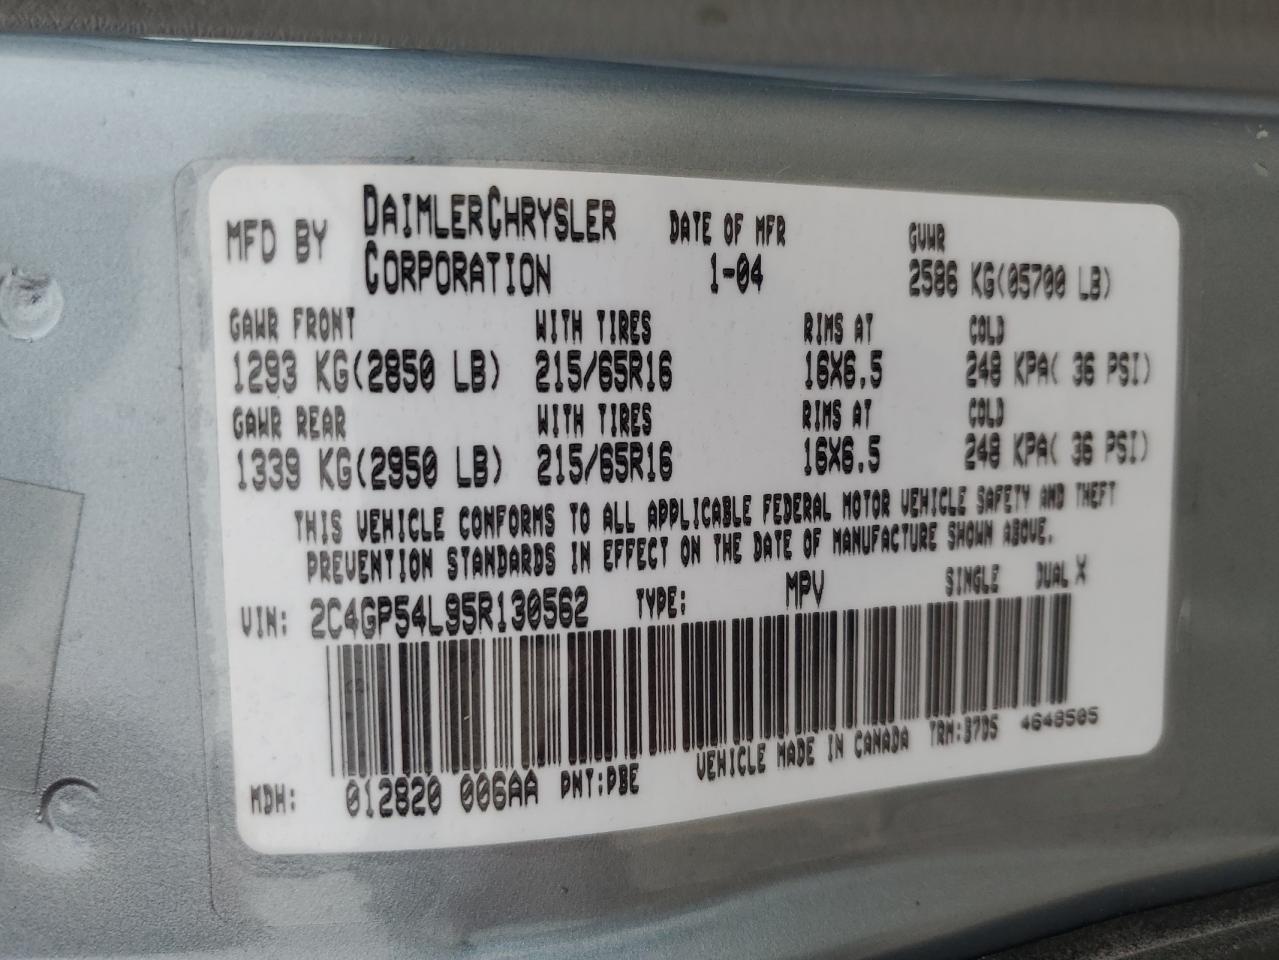 MFD BY DAIMLERCHRYSLER CORPORATION DATE OF MFR 1-04 GVWR 2586 KG(05700 LB)
GAWR FRONT WITH TIRES RIMS AT COLD
1293 KG(2850 LB) 215/65R16 16X6.5 248 KPA( 36 PSI)
GAWR REAR WITH TIRES RIMS AT COLD
1339 KG(2950 LB) 215/65R16 16X6.5 248 KPA( 36 PSI)
THIS VEHICLE CONFORMS TO ALL APPLICABLE FEDERAL MOTOR VEHICLE SAFETY AND THEFT
PREVENTION STANDARDS IN EFFECT ON THE DATE OF MANUFACTURE SHOWN ABOVE.
VIN: 2C4GP54L95R130562 TYPE: MPV SINGLE DUAL X
MDH: 012820 006AA PNT:PBE VEHICLE MADE IN CANADA TRM:B7D5 4648505